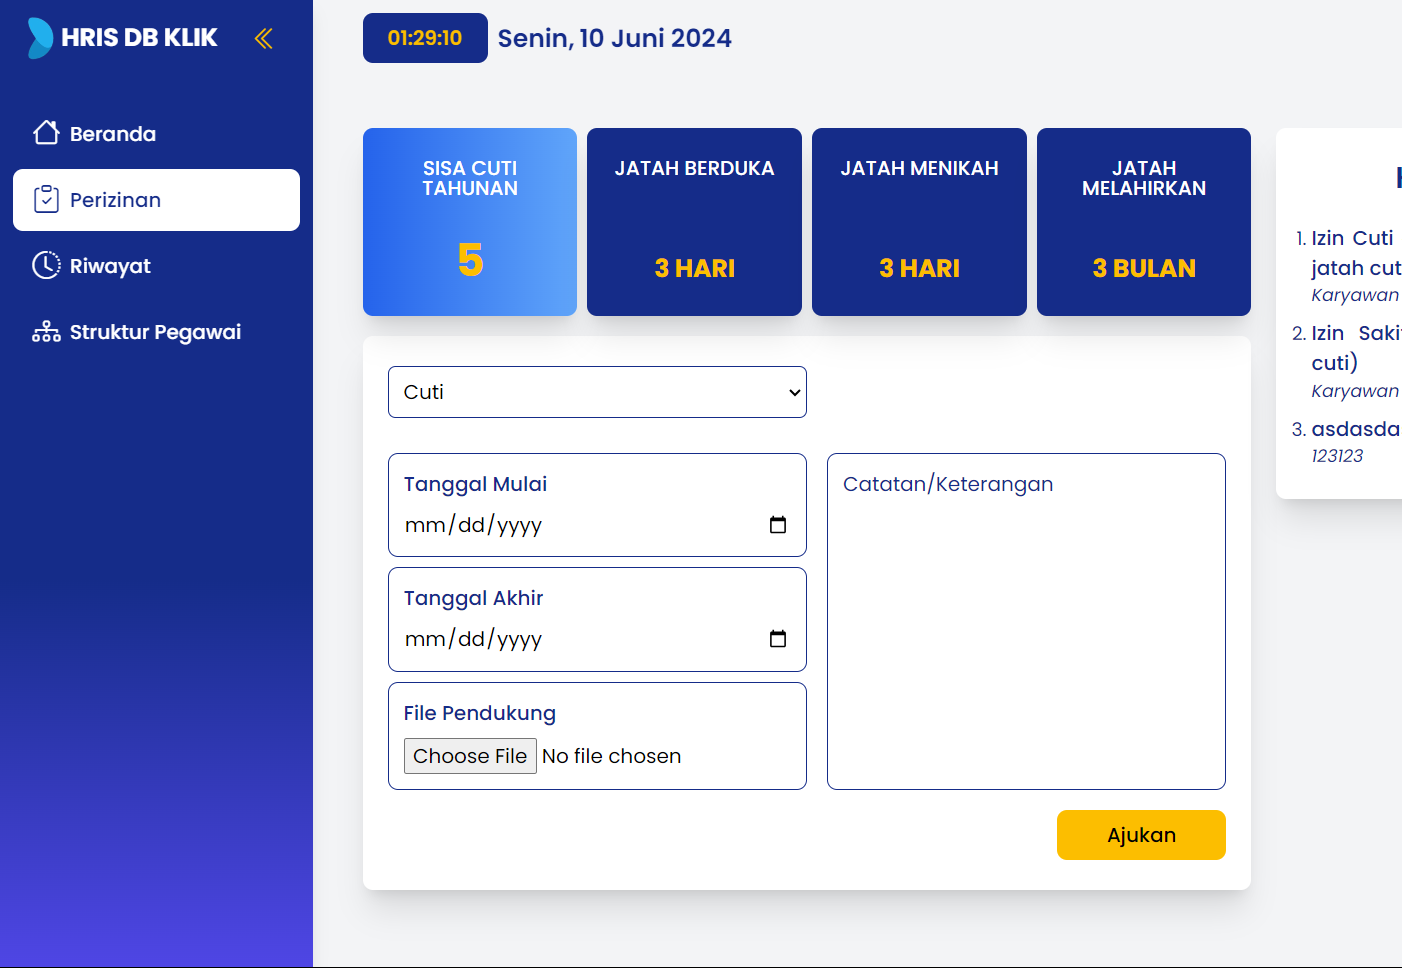 HRIS DB KLIK
01:29:10
Senin, 10 Juni 2024
Beranda
Perizinan
Riwayat
Struktur Pegawai
SISA CUTI
TAHUNAN
5
JATAH BERDUKA
3 HARI
JATAH MENIKAH
3 HARI
JATAH
MELAHIRKAN
3 BULAN
Cuti
Tanggal Mulai
mm/dd/yyyy
Tanggal Akhir
mm/dd/yyyy
File Pendukung
Choose File No file chosen
Catatan/Keterangan
Ajukan
1. Izin Cuti
jatah cut
Karyawan
2. Izin Saki
cuti)
Karyawan
3. asdasda
123123